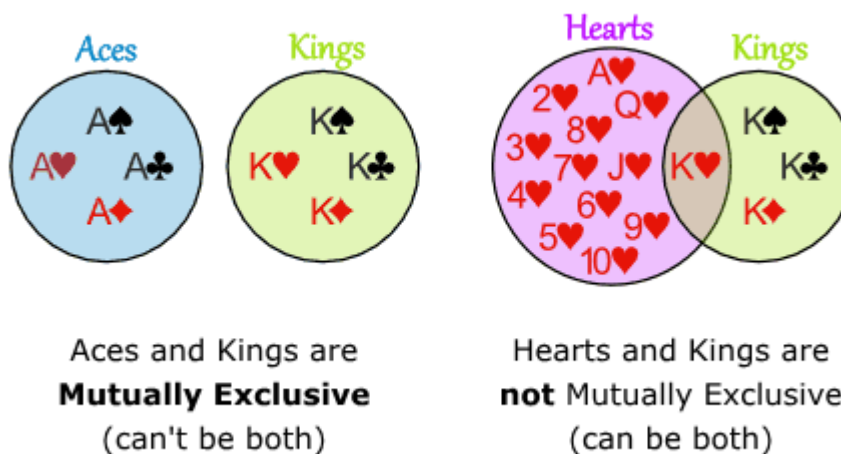 Aces
Kings
A♠
A♥ A♣
A♦
K♠
K♥ K♣
K♦
Hearts
Kings
A♥
2♥ Q♥
8♥
3♥
7♥ J♥
4♥
6♥
5♥ 9♥
10♥
K♥
K♠
K♣
K♦
Aces and Kings are
Mutually Exclusive
(can't be both)
Hearts and Kings are
not Mutually Exclusive
(can be both)